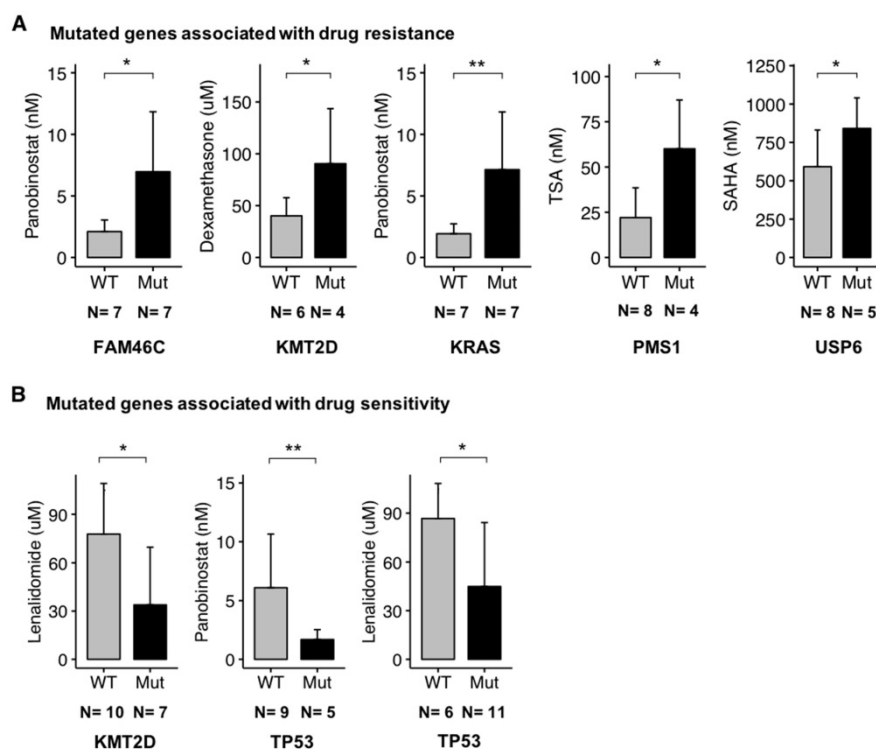 A Mutated genes associated with drug resistance
Panobinostat (nM)
15
10
5
0
*
WT Mut
N= 7 N= 7
FAM46C
Dexamethasone (uM)
150
100
50
0
*
WT Mut
N= 6 N= 4
KMT2D
Panobinostat (nM)
15
10
5
0
**
WT Mut
N= 7 N= 7
KRAS
TSA (nM)
100
75
50
25
0
*
WT Mut
N= 8 N= 4
PMS1
SAHA (nM)
1250
1000
750
500
250
0
*
WT Mut
N= 8 N= 5
USP6
B Mutated genes associated with drug sensitivity
Lenalidomide (uM)
90
60
30
0
*
WT Mut
N= 10 N= 7
KMT2D
Panobinostat (nM)
15
10
5
0
**
WT Mut
N= 9 N= 5
TP53
Lenalidomide (uM)
90
60
30
0
*
WT Mut
N= 6 N= 11
TP53